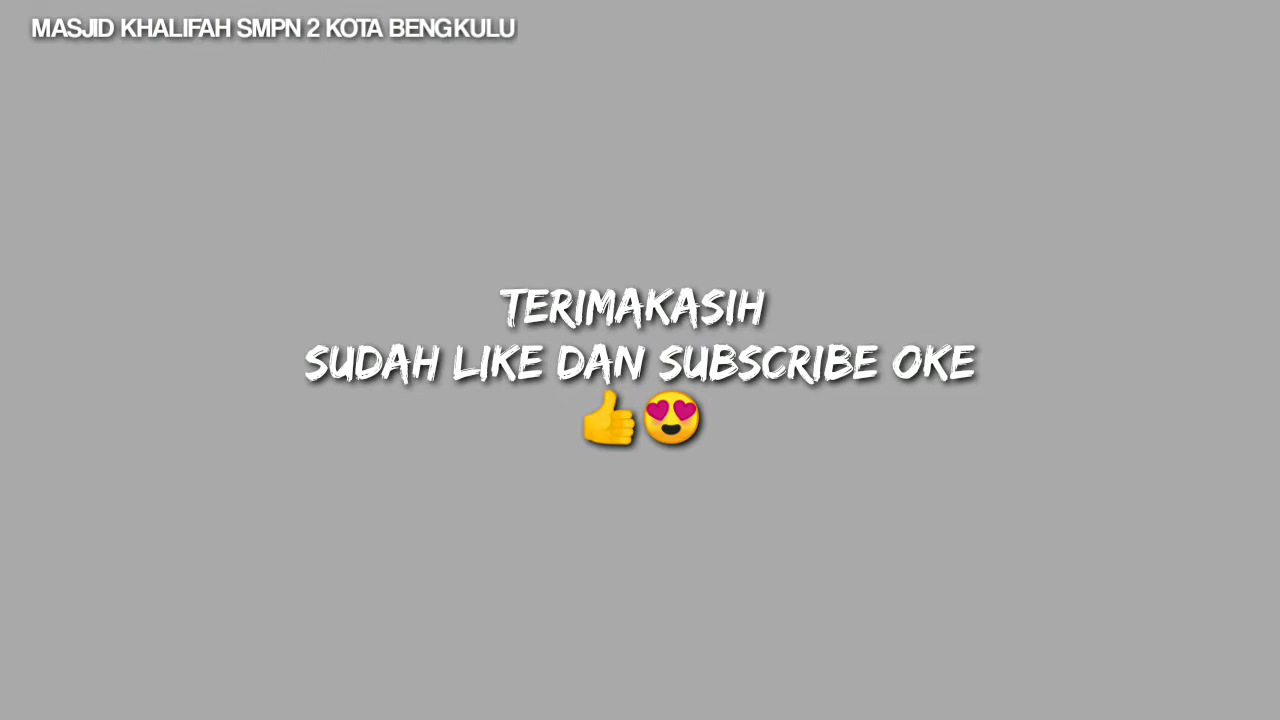 MASJID KHALIFAH SMPN 2 KOTA BENGKULU
TERIMAKASIH
SUDAH LIKE DAN SUBSCRIBE OKE
👍😍